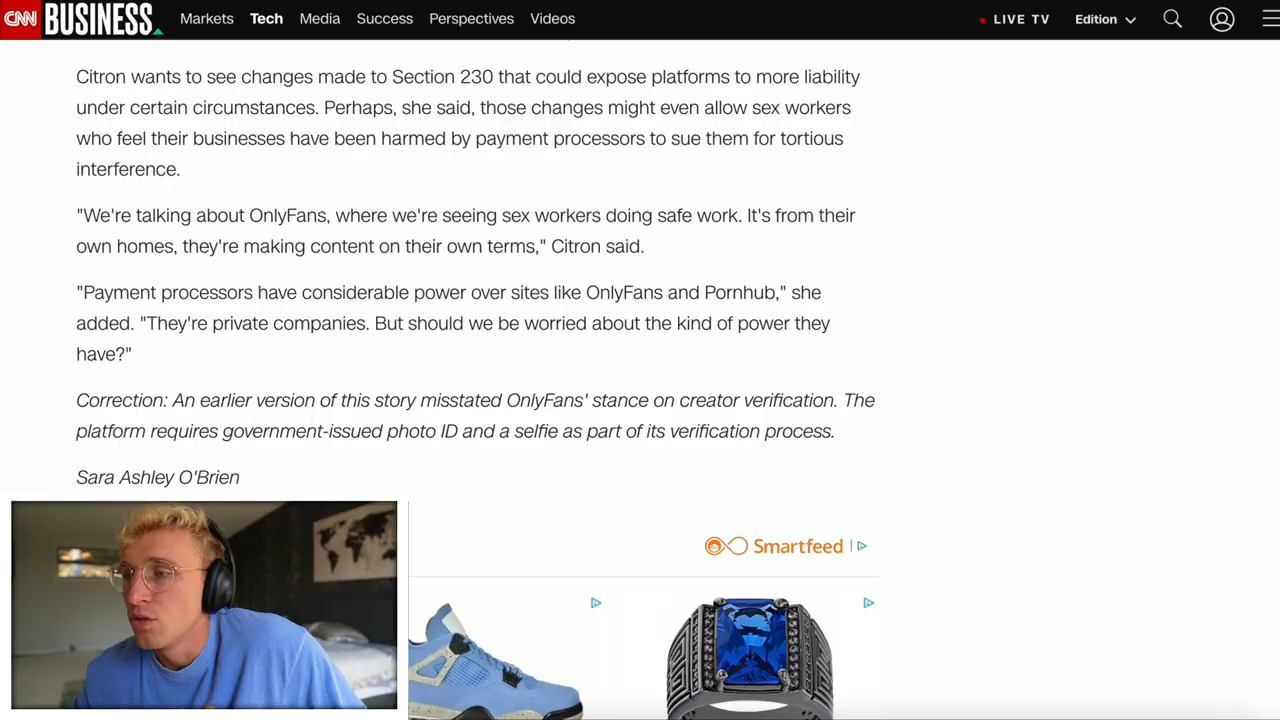 CNN BUSINESS Markets Tech Media Success Perspectives Videos LIVE TV Edition
Citron wants to see changes made to Section 230 that could expose platforms to more liability
under certain circumstances. Perhaps, she said, those changes might even allow sex workers
who feel their businesses have been harmed by payment processors to sue them for tortious
interference.
"We're talking about OnlyFans, where we're seeing sex workers doing safe work. It's from their
own homes, they're making content on their own terms," Citron said.
"Payment processors have considerable power over sites like OnlyFans and Pornhub," she
added. "They're private companies. But should we be worried about the kind of power they
have?"
Correction: An earlier version of this story misstated OnlyFans' stance on creator verification. The
platform requires government-issued photo ID and a selfie as part of its verification process.
Sara Ashley O'Brien
Smartfeed